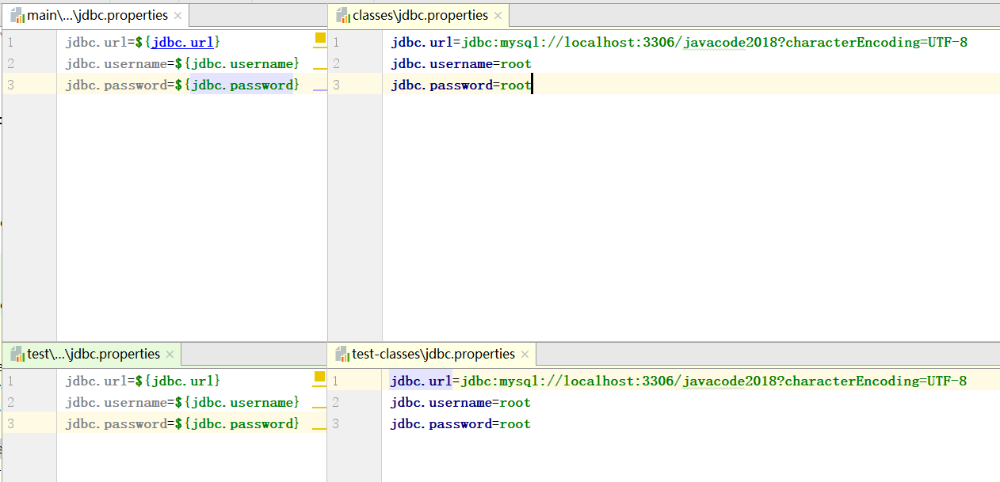 main\...\jdbc.properties
1 jdbc.url=${jdbc.url}
2 jdbc.username=${jdbc.username}
3 jdbc.password=${jdbc.password}
classes\jdbc.properties
1 jdbc.url=jdbc:mysql://localhost:3306/javacode2018?characterEncoding=UTF-8
2 jdbc.username=root
3 jdbc.password=root
test\...\jdbc.properties
1 jdbc.url=${jdbc.url}
2 jdbc.username=${jdbc.username}
3 jdbc.password=${jdbc.password}
test-classes\jdbc.properties
1 jdbc.url=jdbc:mysql://localhost:3306/javacode2018?characterEncoding=UTF-8
2 jdbc.username=root
3 jdbc.password=root